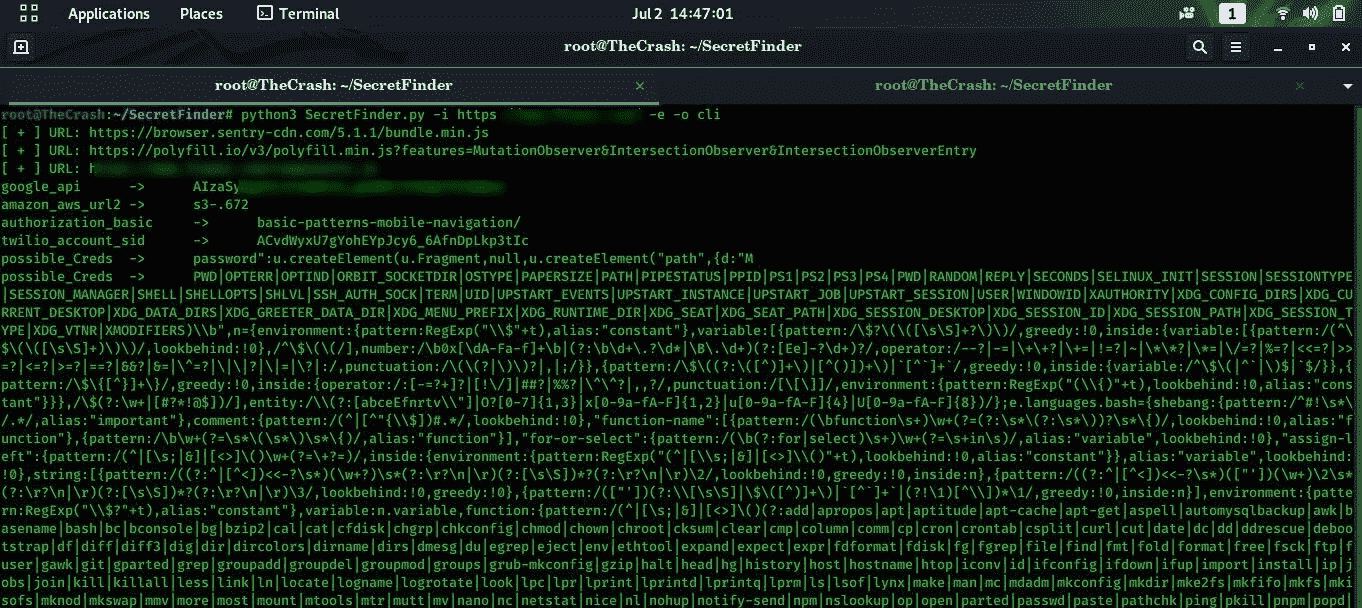 Applications Places Terminal Jul 2 14:47:01 1
root@TheCrash: ~/SecretFinder
root@TheCrash: ~/SecretFinder × root@TheCrash: ~/SecretFinder ×
root@TheCrash:~/SecretFinder# python3 SecretFinder.py -i https -e -o cli
[ + ] URL: https://browser.sentry-cdn.com/5.1.1/bundle.min.js
[ + ] URL: https://polyfill.io/v3/polyfill.min.js?features=MutationObserver&IntersectionObserver&IntersectionObserverEntry
[ + ] URL: h
google_api -> AIzaSy
amazon_aws_url2 -> s3-.672
authorization_basic -> basic-patterns-mobile-navigation/
twilio_account_sid -> ACvdWyxU7gYohEYpJcy6_6AfnDpLkp3tIc
possible_Creds -> password":u.createElement(u.Fragment,null,u.createElement("path",{d:"M
possible_Creds -> PWD|OPTERR|OPTIND|ORBIT_SOCKETDIR|OSTYPE|PAPERSIZE|PATH|PIPESTATUS|PPID|PS1|PS2|PS3|PS4|PWD|RANDOM|REPLY|SECONDS|SELINUX_INIT|SESSION|SESSIONTYPE
|SESSION_MANAGER|SHELL|SHELLOPTS|SHLVL|SSH_AUTH_SOCK|TERM|UID|UPSTART_EVENTS|UPSTART_INSTANCE|UPSTART_JOB|UPSTART_SESSION|USER|WINDOWID|XAUTHORITY|XDG_CONFIG_DIRS|XDG_CU
RRENT_DESKTOP|XDG_DATA_DIRS|XDG_GREETER_DATA_DIR|XDG_MENU_PREFIX|XDG_RUNTIME_DIR|XDG_SEAT|XDG_SEAT_PATH|XDG_SESSION_DESKTOP|XDG_SESSION_ID|XDG_SESSION_PATH|XDG_SESSION_T
YPE|XDG_VTNR|XMODIFIERS)\\b",n={environment:{pattern:RegExp("\\$"+t),alias:"constant"},variable:[{pattern:/\$?\(\([\s\S]+?\)\)/,greedy:!0,inside:{variable:[{pattern:/(^
\$\(\([\s\S]+)\)\)/,lookbehind:!0},/^\$\(\(/],number:/\b0x[\dA-Fa-f]+\b|(?:\b\d+\.?\d*|\B\.\d+)(?:[Ee]-?\d+)?/,operator:/--?|-=|\+\+?|\+=|!=?|~|\*\*?|\*=|\/=?|%=?|<<=?|>>
=?|<=?|>=?|==?|&&?|&=|\^=?|\|\|?|\|=|\?|:/,punctuation:/\(\(?|\)\)?|,|;/}},{pattern:/\$\((?:\([^)]+\)|[^()])+\)|`[^`]+`/,greedy:!0,inside:{variable:/^\$\(|^`|\)$|`$/}},{
pattern:/\$\{[^}]+\}/,greedy:!0,inside:{operator:/:[-=?+]?|[!\/]|##?|%%?|\^\^?|,,?/,punctuation:/[\[\]]/,environment:{pattern:RegExp("(\\{)"+t),lookbehind:!0,alias:"cons
tant"}}},/\$(?:\w+|[#?*!@$])/],entity:/\\(?:[abceEfnrtv\\"]|O?[0-7]{1,3}|x[0-9a-fA-F]{1,2}|u[0-9a-fA-F]{4}|U[0-9a-fA-F]{8})/};e.languages.bash={shebang:{pattern:/^#!\s*\
/.*/,alias:"important"},comment:{pattern:/(^|[^"{\\$])#.*/,lookbehind:!0},"function-name":[{pattern:/(\bfunction\s+)\w+(?=(?:\s*\(?:\s*\))?\s*\{)/,lookbehind:!0,alias:"fu
nction"},{pattern:/\b\w+(?=\s*\(\s*\)\s*\{)/,alias:"function"}],"for-or-select":{pattern:/(\b(?:for|select)\s+)\w+(?=\s+in\s)/,alias:"variable",lookbehind:!0},"assign-l
eft":{pattern:/(^|[\s;|&]|[<>]\()\w+(?=\+?=)/,inside:{environment:{pattern:RegExp("(^|[\\s;|&]|[<>]\\()"+t),lookbehind:!0,alias:"constant"}},alias:"variable",lookbehind:
!0},string:[{pattern:/((?:^|[^<])<<-?\s*)(\w+?)\s*(?:\r?\n|\r)(?:[\s\S])*?(?:\r?\n|\r)\2/,lookbehind:!0,greedy:!0,inside:n},{pattern:/((?:^|[^<])<<-?\s*)(["'])(\w+)\2\s*
(?:\r?\n|\r)(?:[\s\S])*?(?:\r?\n|\r)\3/,lookbehind:!0,greedy:!0},{pattern:/(["'])(?:\\[\s\S]|\$\([^)]+\)|`[^`]+`|(?!\1)[^\\])*\1/,greedy:!0,inside:n}],environment:{patte
rn:RegExp("\\$?"+t),alias:"constant"},variable:n.variable,function:{pattern:/(^|[\s;|&]|[<>]\()(?:add|apropos|apt|aptitude|apt-cache|apt-get|aspell|automysqlbackup|awk|b
asename|bash|bc|bconsole|bg|bzip2|cal|cat|cfdisk|chgrp|chkconfig|chmod|chown|chroot|cksum|clear|cmp|column|comm|cp|cron|crontab|csplit|curl|cut|date|dc|dd|ddrescue|deboo
tstrap|df|diff|diff3|dig|dir|dircolors|dirname|dirs|dmesg|du|egrep|eject|env|ethtool|expand|expect|expr|fdformat|fdisk|fg|fgrep|file|find|fmt|fold|format|free|fsck|ftp|f
user|gawk|git|gparted|grep|groupadd|groupdel|groupmod|groups|grub-mkconfig|gzip|halt|head|hg|history|host|hostname|htop|iconv|id|ifconfig|ifdown|ifup|import|install|ip|j
obs|join|kill|killall|less|link|ln|locate|logname|logrotate|look|lpc|lpr|lprint|lprintd|lprintq|lprm|ls|lsof|lynx|make|man|mc|mdadm|mkconfig|mkdir|mke2fs|mkfifo|mkfs|mki
sofs|mknod|mkswap|mmv|more|most|mount|mtools|mtr|mutt|mv|nano|nc|netstat|nice|nl|nohup|notify-send|npm|nslookup|op|open|parted|passwd|paste|pathchk|ping|pkill|pnpm|popd|